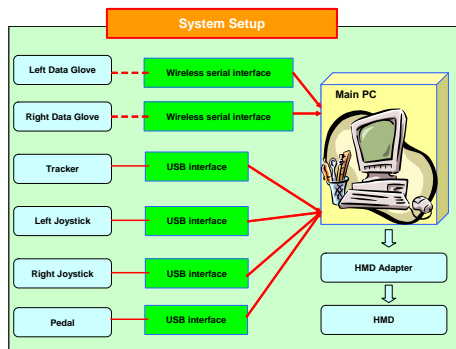 System Setup
Left Data Glove
Wireless serial interface
Main PC
Right Data Glove
Wireless serial interface
Tracker
USB interface
Left Joystick
USB interface
Right Joystick
USB interface
HMD Adapter
Pedal
USB interface
HMD